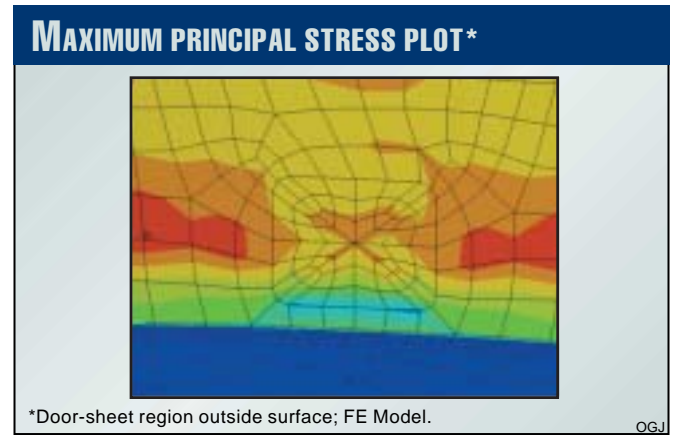 MAXIMUM PRINCIPAL STRESS PLOT*
*Door-sheet region outside surface; FE Model.
OGJ